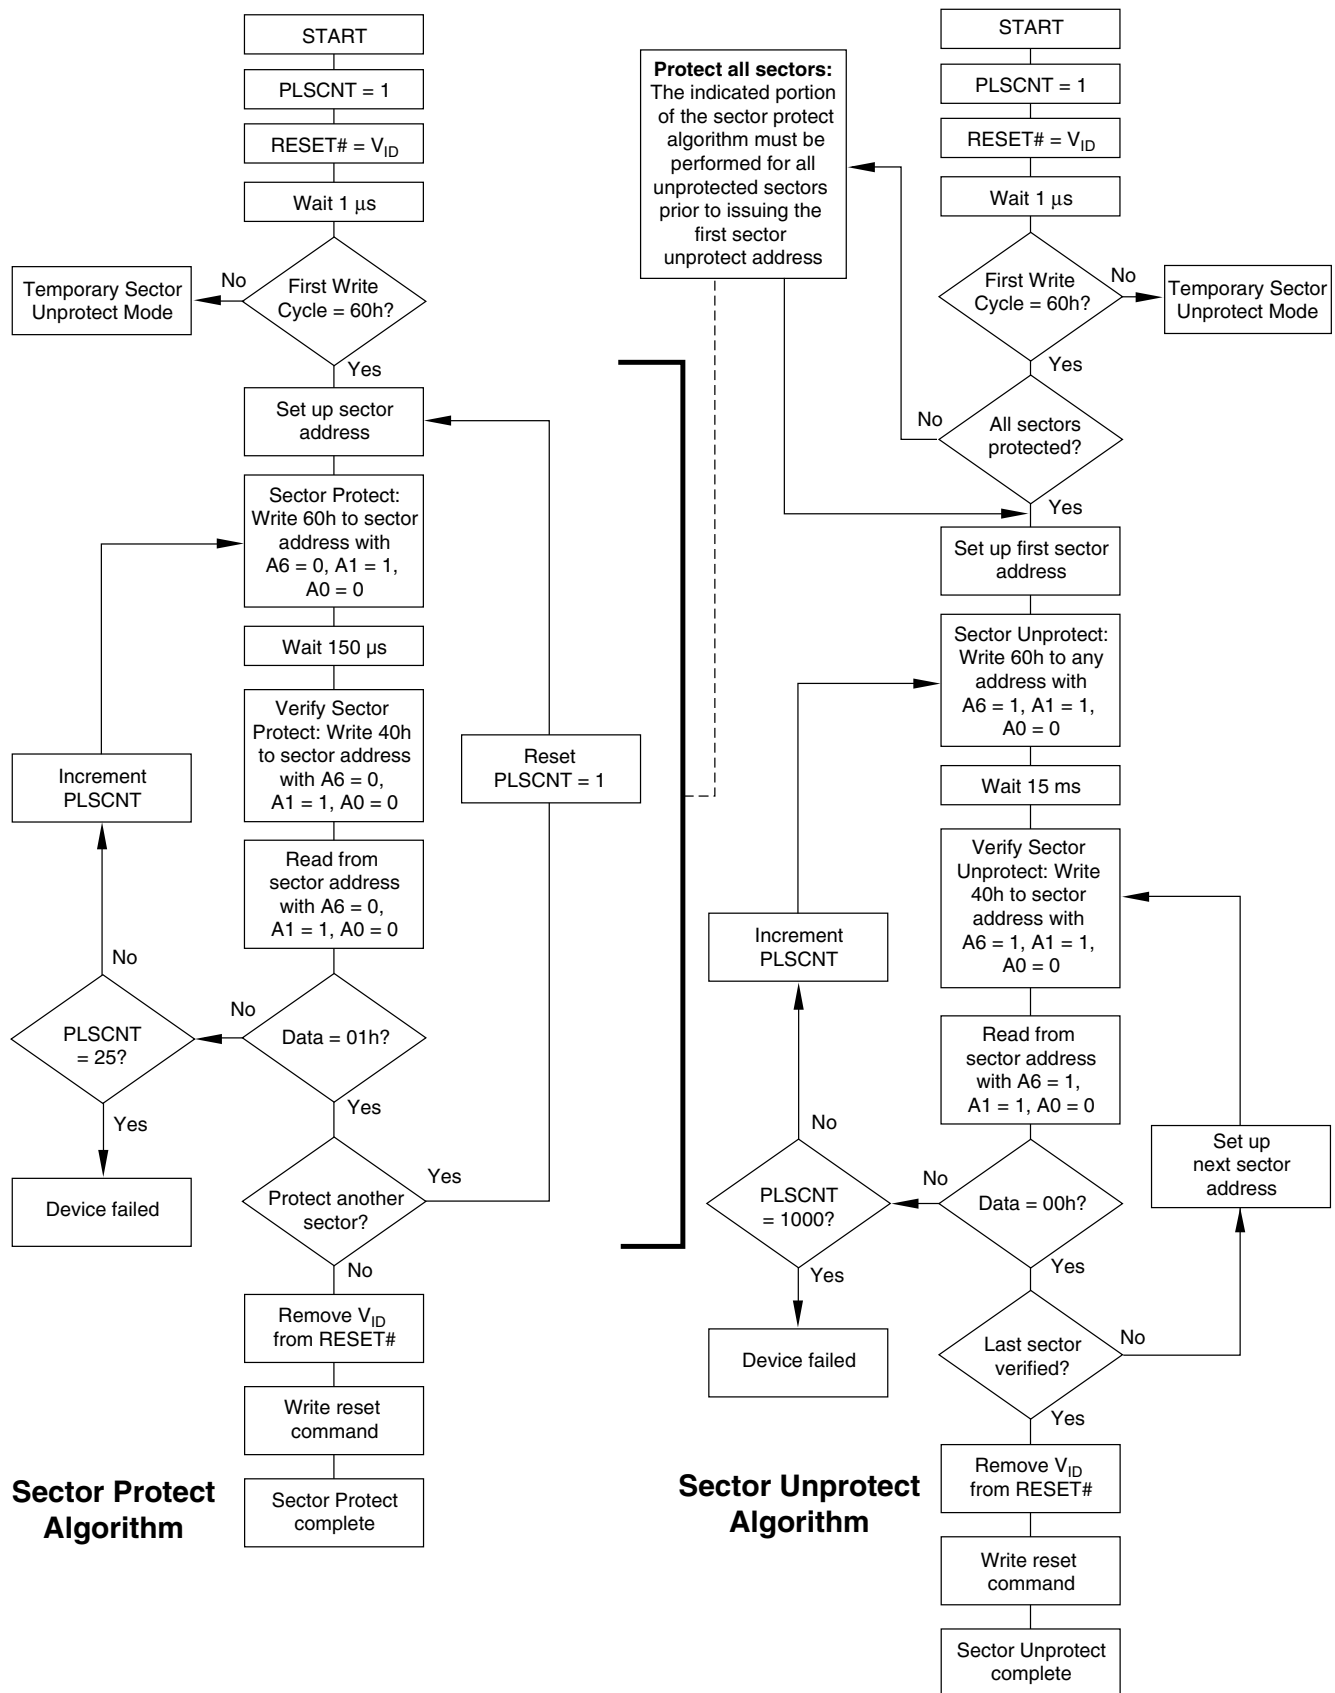 START
PLSCNT = 1
RESET# = VID
Wait 1 μs
First Write
Cycle = 60h?
No
Temporary Sector
Unprotect Mode
Yes
Set up sector
address
Sector Protect:
Write 60h to sector
address with
A6 = 0, A1 = 1,
A0 = 0
Wait 150 µs
Verify Sector
Protect: Write 40h
to sector address
with A6 = 0,
A1 = 1, A0 = 0
Reset
PLSCNT = 1
Increment
PLSCNT
Read from
sector address
with A6 = 0,
A1 = 1, A0 = 0
No
No
PLSCNT
= 25?
Data = 01h?
Yes
Yes
Device failed
Protect another
sector?
Yes
No
Remove VID
from RESET#
Write reset
command
Sector Protect
complete
Sector Protect
Algorithm
Protect all sectors:
The indicated portion
of the sector protect
algorithm must be
performed for all
unprotected sectors
prior to issuing the
first sector
unprotect address
START
PLSCNT = 1
RESET# = VID
Wait 1 μs
First Write
Cycle = 60h?
No
Temporary Sector
Unprotect Mode
Yes
No
All sectors
protected?
Yes
Set up first sector
address
Sector Unprotect:
Write 60h to any
address with
A6 = 1, A1 = 1,
A0 = 0
Wait 15 ms
Verify Sector
Unprotect: Write
40h to sector
address with
A6 = 1, A1 = 1,
A0 = 0
Increment
PLSCNT
Read from
sector address
with A6 = 1,
A1 = 1, A0 = 0
No
No
PLSCNT
= 1000?
Data = 00h?
Set up
next sector
address
Yes
Yes
Device failed
Last sector
verified?
No
Yes
Remove VID
from RESET#
Write reset
command
Sector Unprotect
complete
Sector Unprotect
Algorithm